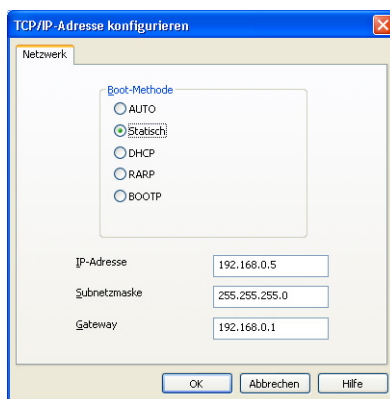 TCP/IP-Adresse konfigurieren
Netzwerk
Boot-Methode
AUTO
Statisch
DHCP
RARP
BOOTP
IP-Adresse 192.168.0.5
Subnetzmaske 255.255.255.0
Gateway 192.168.0.1
OK Abbrechen Hilfe